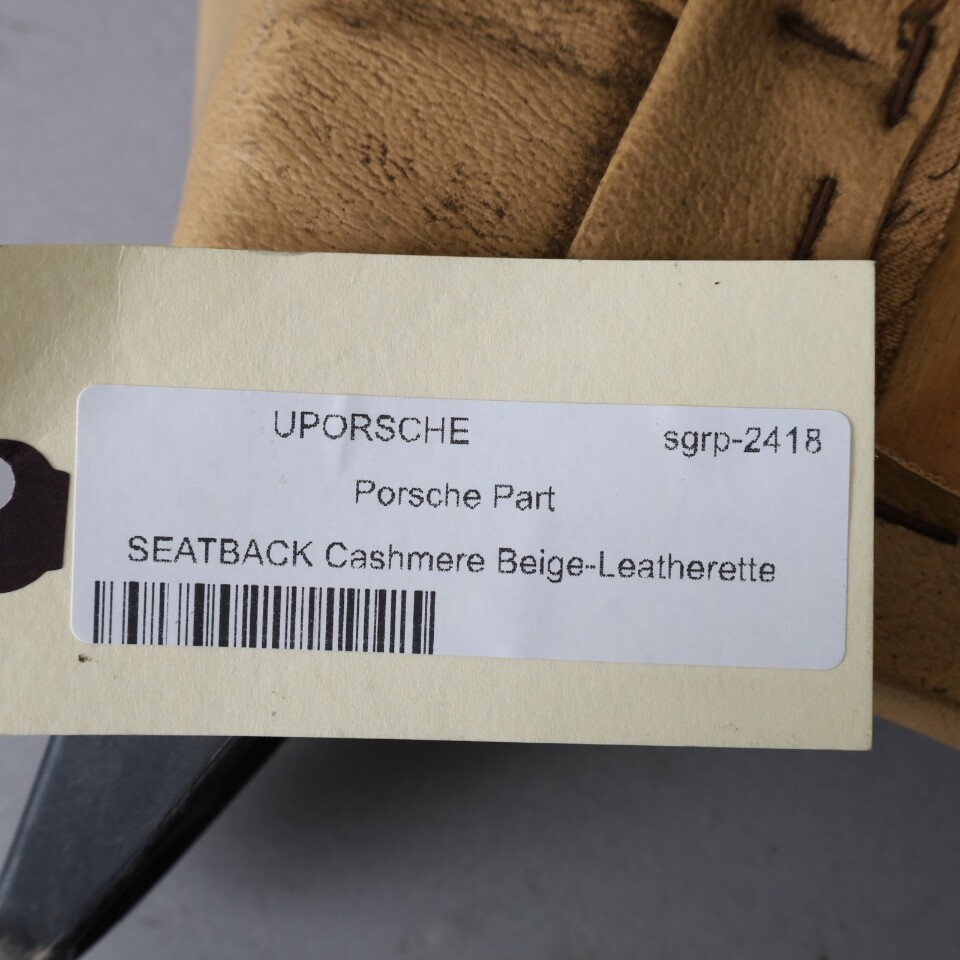 UPORSCHE sgrp-2418
Porsche Part
SEATBACK Cashmere Beige-Leatherette